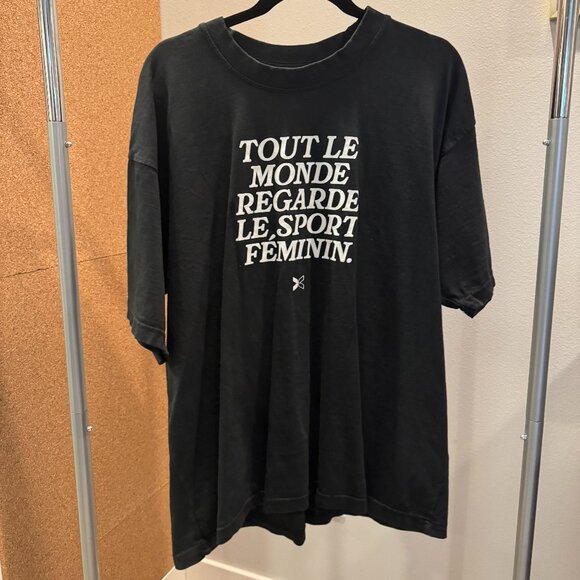 TOUT LE
MONDE
REGARDE
LE SPORT
FÉMININ.